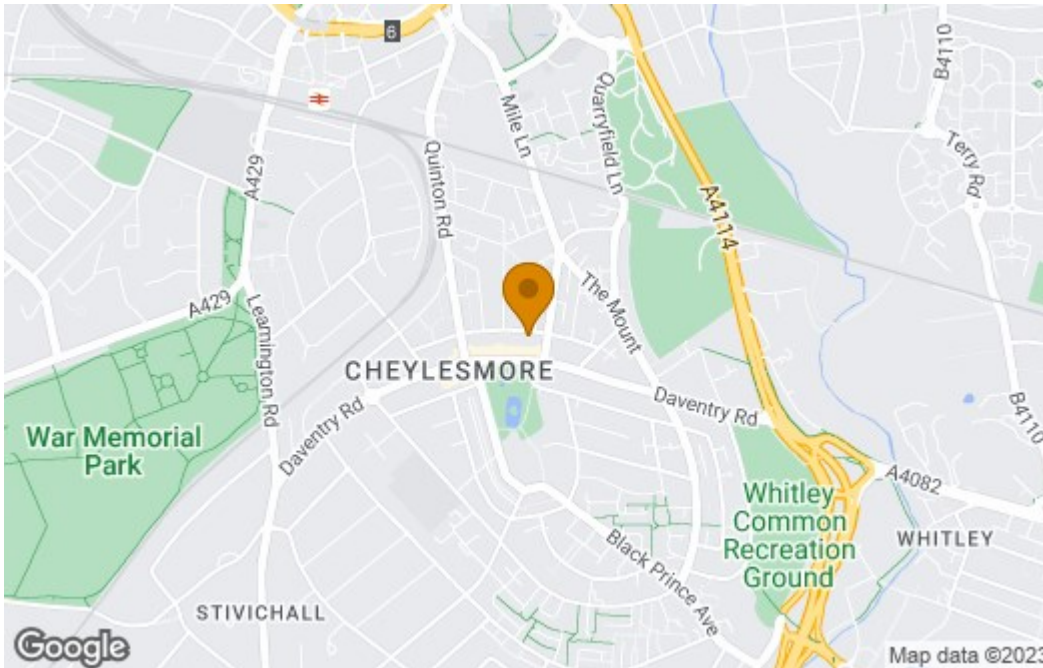 6
B4110
Mile Ln
Quarryfield Ln
Terry Rd
A429
Quinton Rd
A4114
A429
Leamington Rd
The Mount
CHEYLESMORE
Daventry Rd
Daventry Rd
B4110
War Memorial
Park
A4082
Whitley
Common
Recreation
Ground
WHITLEY
Black Prince Ave
STIVICHALL
Google
Map data ©2023